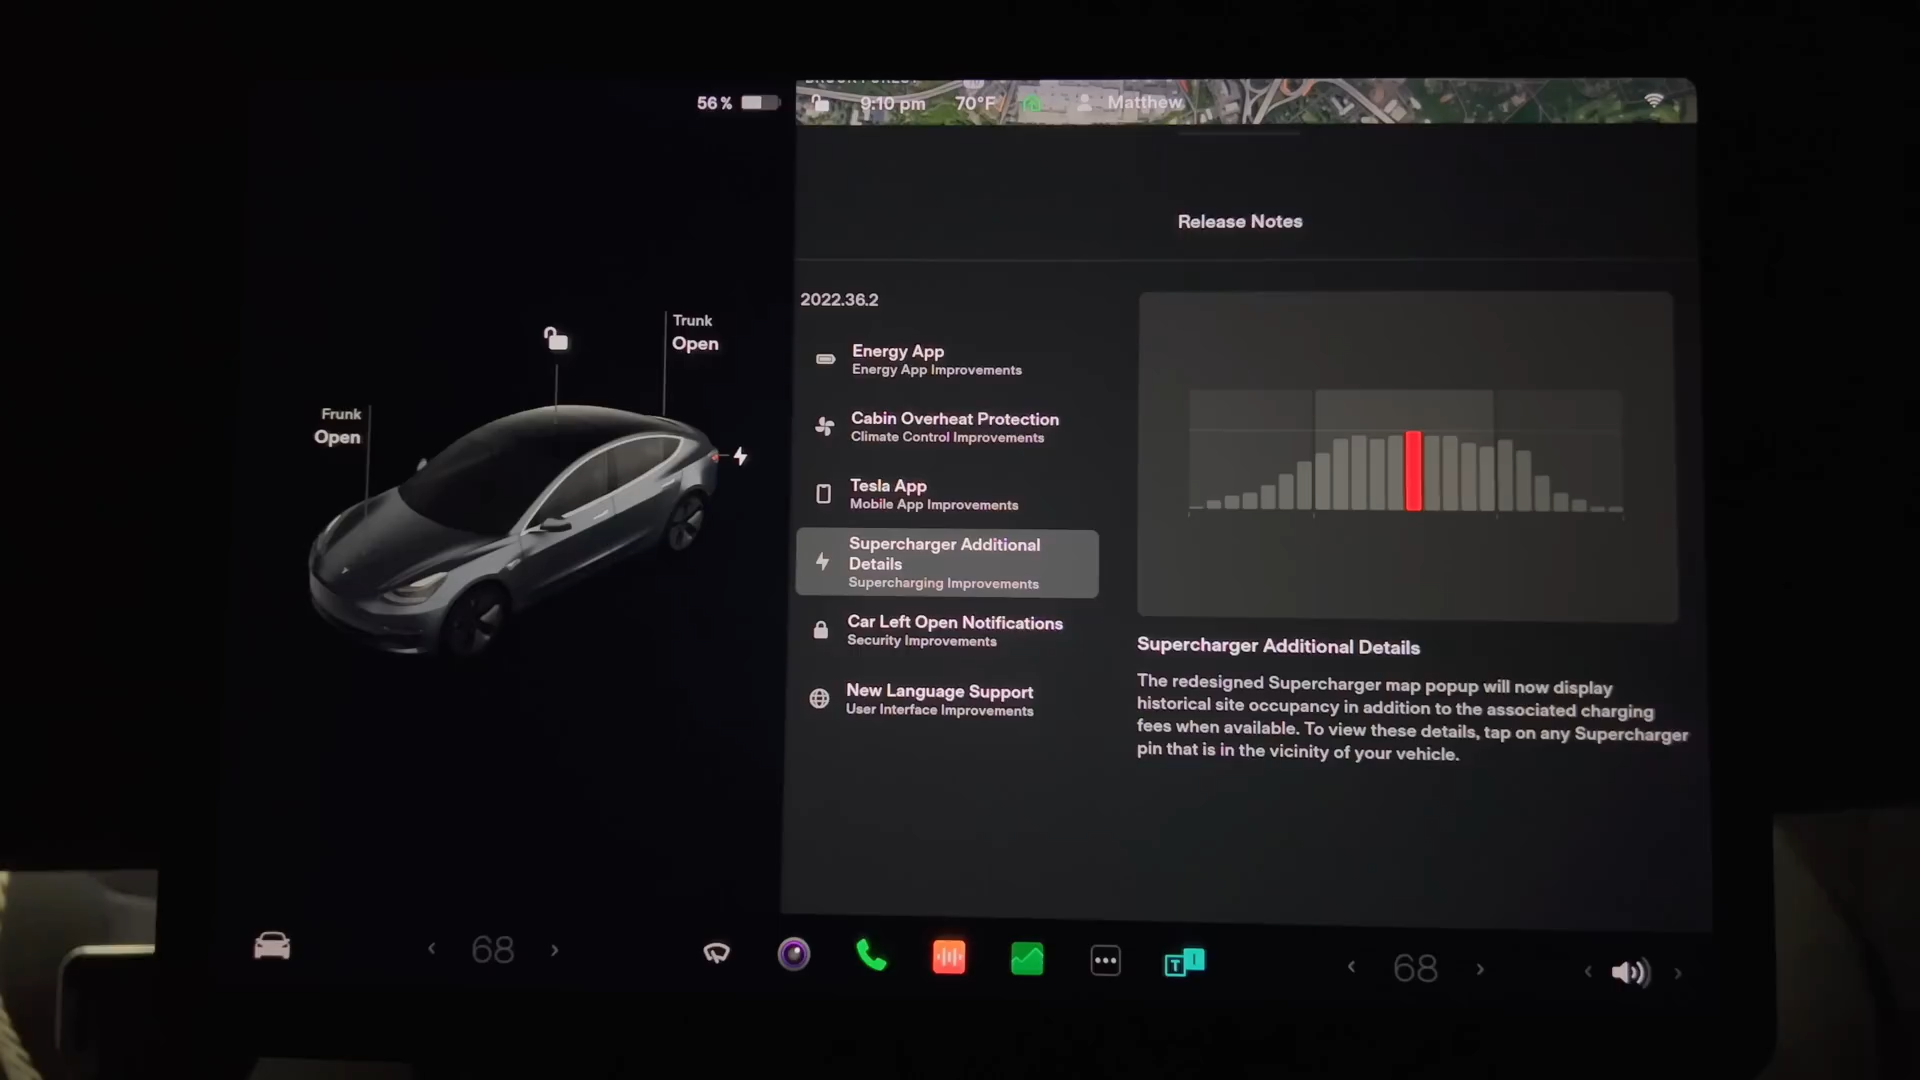 56 %
9:10 pm
70°F
Matthew
Release Notes
Trunk
Open
Frunk
Open
2022.36.2
Energy App
Energy App Improvements
Cabin Overheat Protection
Climate Control Improvements
Tesla App
Mobile App Improvements
Supercharger Additional
Details
Supercharging Improvements
Car Left Open Notifications
Security Improvements
New Language Support
User Interface Improvements
Supercharger Additional Details
The redesigned Supercharger map popup will now display
historical site occupancy in addition to the associated charging
fees when available. To view these details, tap on any Supercharger
pin that is in the vicinity of your vehicle.
68
T
I
68